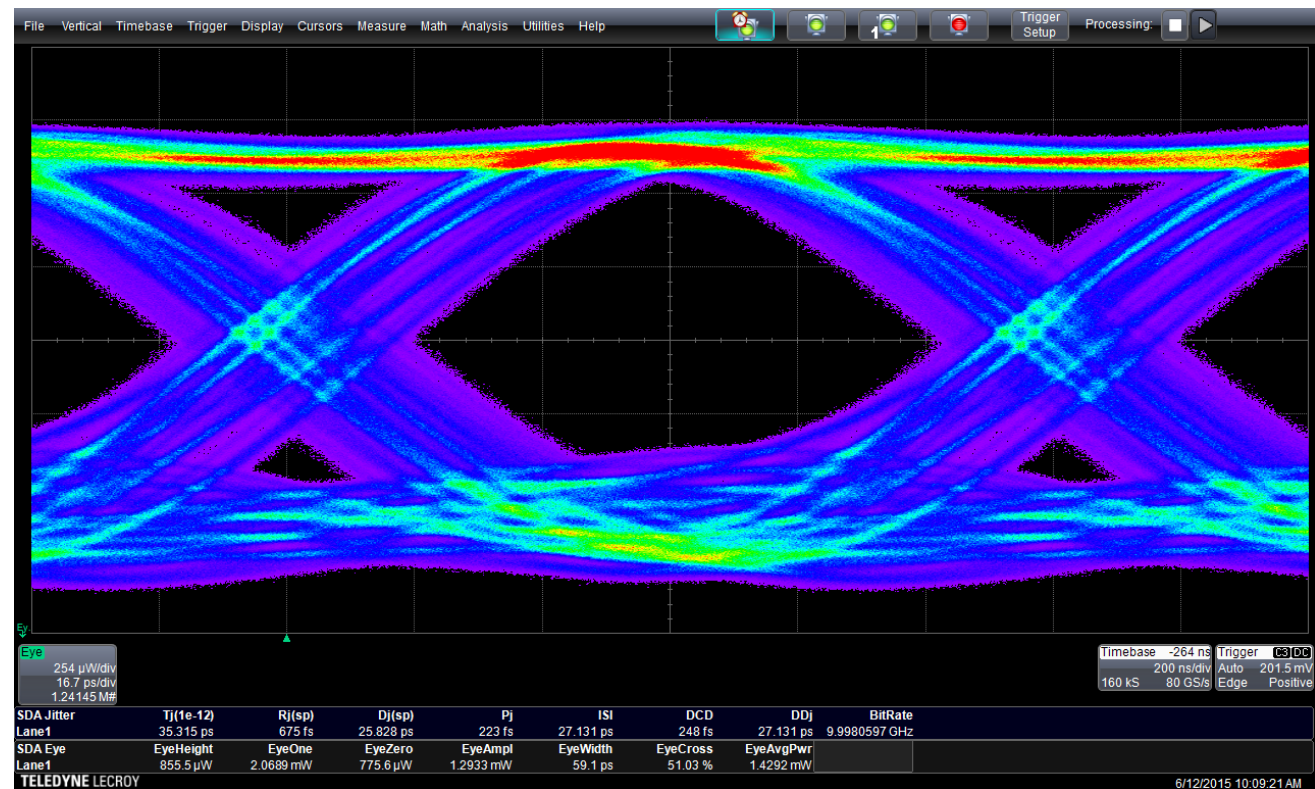 File Vertical Timebase Trigger Display Cursors Measure Math Analysis Utilities Help 1 Trigger Setup Processing:
Ey
Eye
254 µW/div
16.7 ps/div
1.24145 M#
Timebase -264 ns
200 ns/div
160 kS 80 GS/s
Trigger C3 DC
Auto 201.5 mV
Edge Positive
SDA Jitter Tj(1e-12) Rj(sp) Dj(sp) Pj ISI DCD DDj BitRate
Lane1 35.315 ps 675 fs 25.828 ps 223 fs 27.131 ps 248 fs 27.131 ps 9.9980597 GHz
SDA Eye EyeHeight EyeOne EyeZero EyeAmpl EyeWidth EyeCross EyeAvgPwr
Lane1 855.5 µW 2.0689 mW 775.6 µW 1.2933 mW 59.1 ps 51.03 % 1.4292 mW
TELEDYNE LECROY 6/12/2015 10:09:21 AM